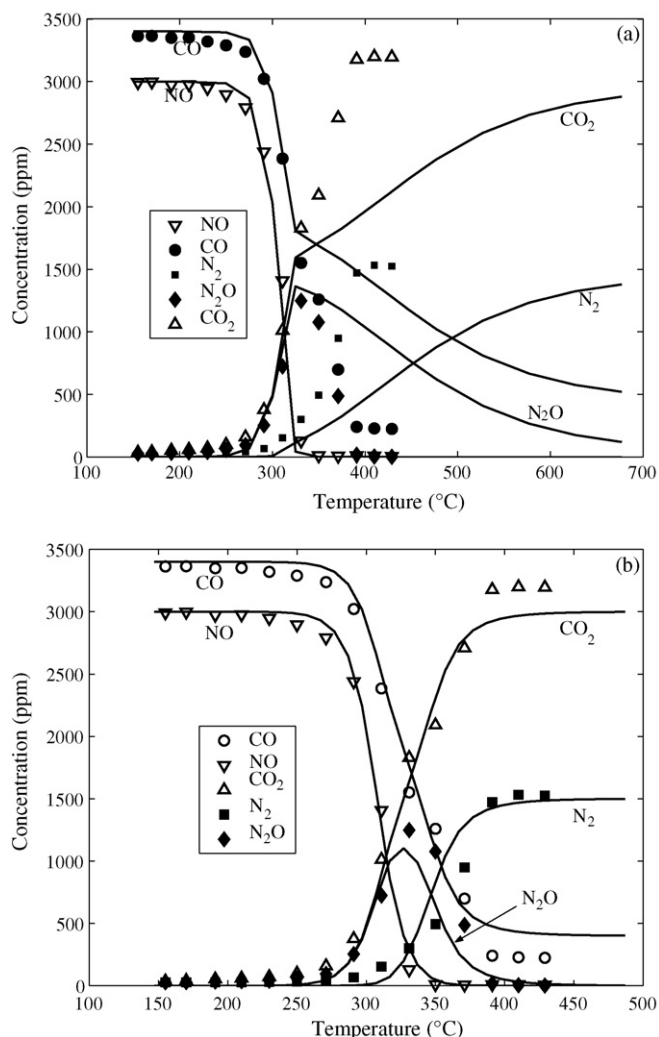 3500
3000
2500
2000
1500
1000
500
0
Concentration (ppm)
(a)
CO
NO
CO2
N2
N2O
NO
CO
N2
N2O
CO2
100 200 300 400 500 600 700
Temperature (°C)
3500
3000
2500
2000
1500
1000
500
0
Concentration (ppm)
(b)
CO
NO
CO2
N2
N2O
CO
NO
CO2
N2
N2O
100 150 200 250 300 350 400 450 500
Temperature (°C)